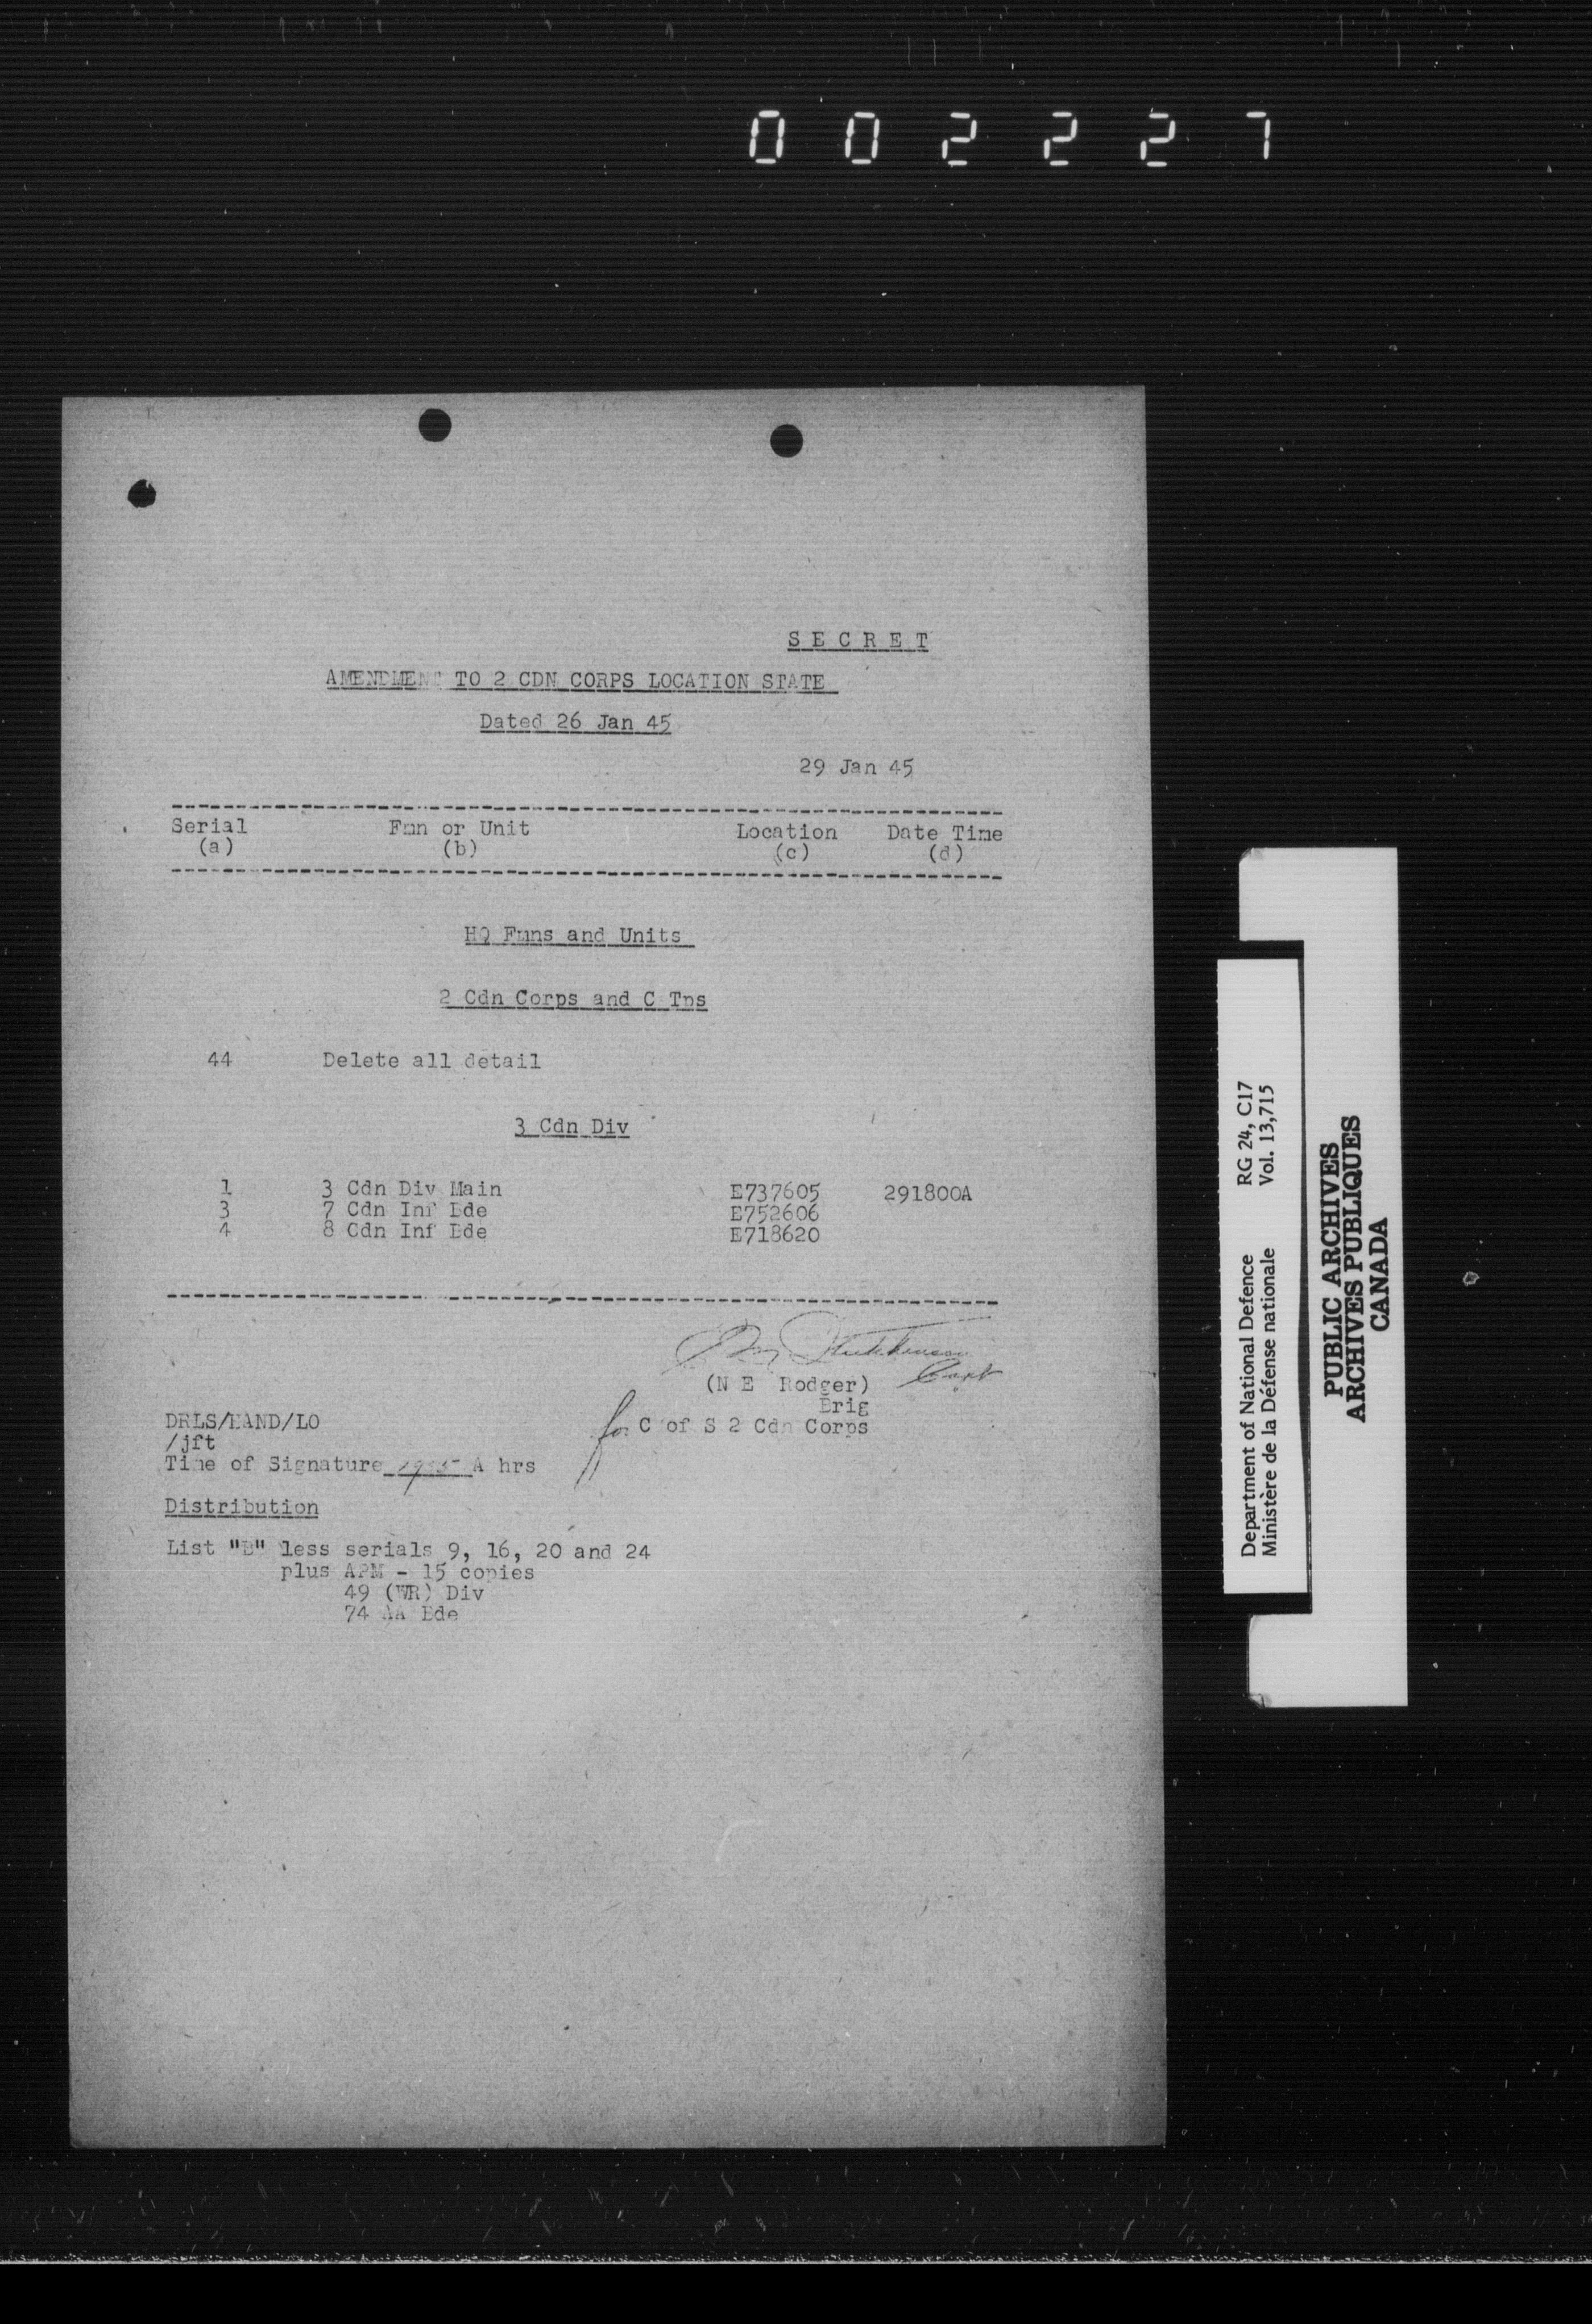 002227
SECRET
AMENDMENT TO 2 CDN CORPS LOCATION STATE
Dated 26 Jan 45
29 Jan 45
Serial Fmn or Unit Location Date Time
(a) (b) (c) (d)
HQ Fmns and Units
2 Cdn Corps and C Tps
44 Delete all detail
3 Cdn Div
1 3 Cdn Div Main E737605 291800A
3 7 Cdn Inf Bde E752606
4 8 Cdn Inf Bde E718620
Hutchinson
Capt
(N E Rodger)
Brig
for C of S 2 Cdn Corps
DRLS/HAND/LO
/jft
Time of Signature A hrs
Distribution
List "B" less serials 9, 16, 20 and 24
plus APM - 15 copies
49 (WR) Div
74 AA Bde
Department of National Defence RG 24, C17
Ministère de la Défense nationale Vol. 13,715
PUBLIC ARCHIVES
ARCHIVES PUBLIQUES
CANADA